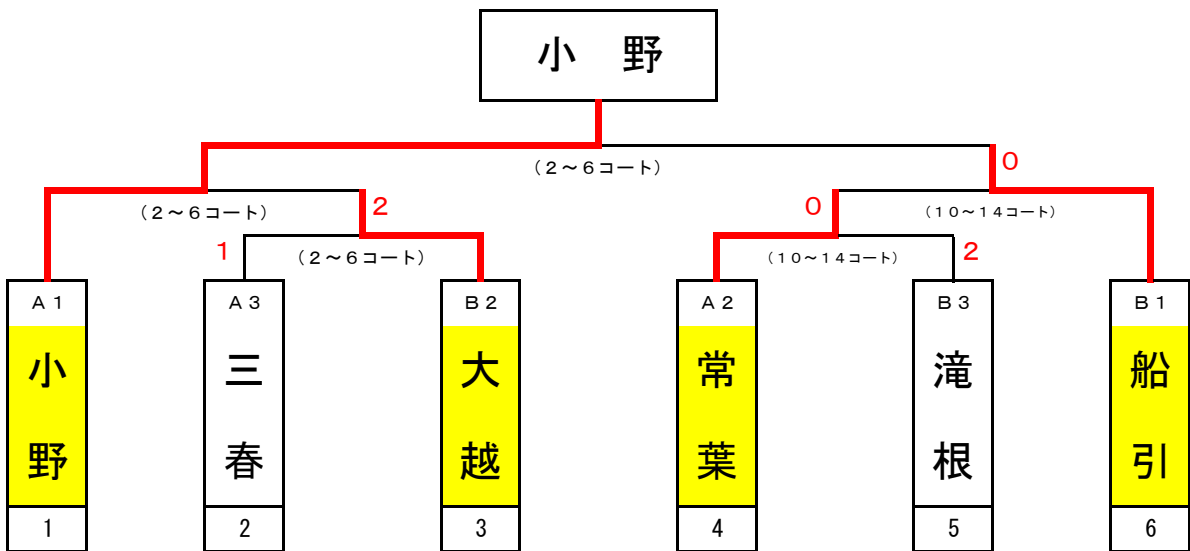 小 野
0
(2～6コート)
2
0
(2～6コート)
(10～14コート)
1
(2～6コート)
(10～14コート)
2
A1
A3
B2
A2
B3
B1
小野
三春
大越
常葉
滝根
船引
1
2
3
4
5
6